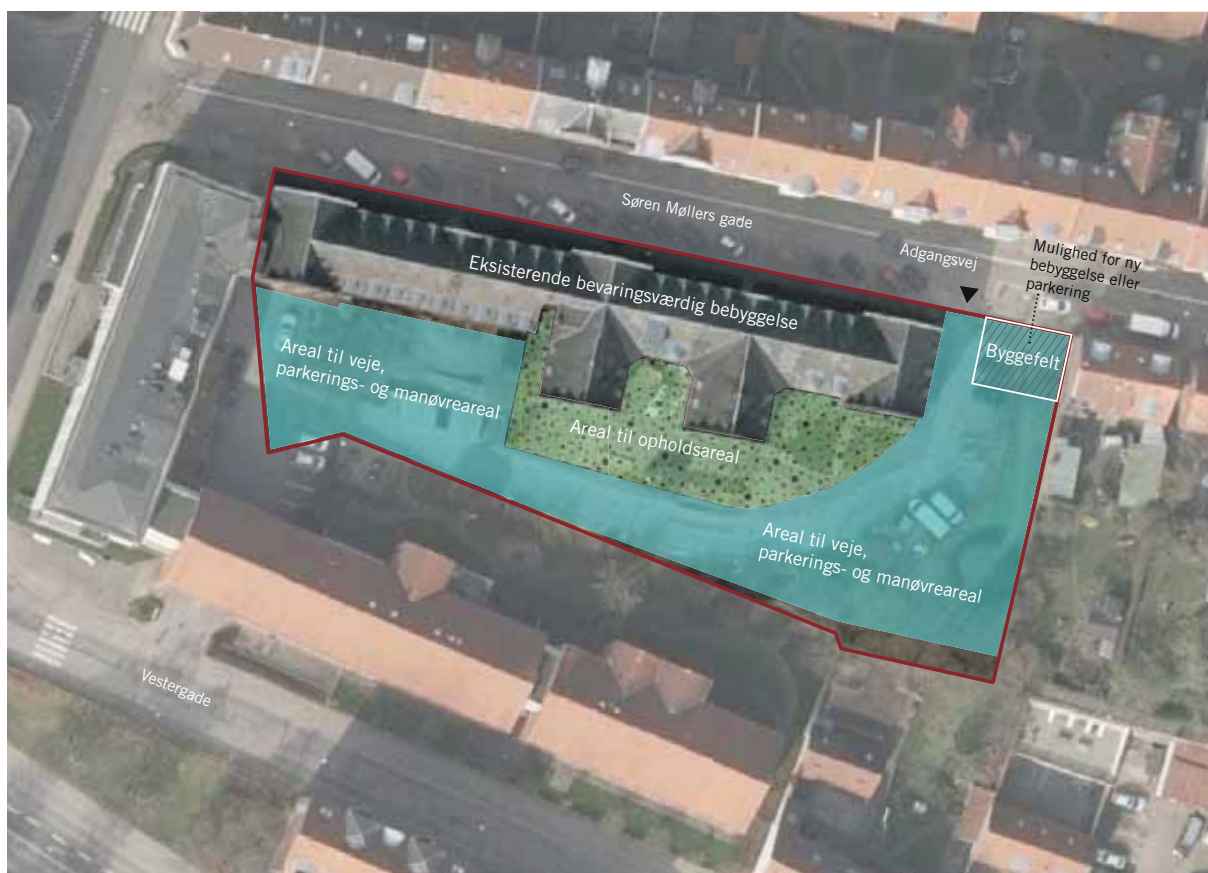 Søren Møllers gade
Adgangsvej
Mulighed for ny
bebyggelse eller
parkering
Eksisterende bevaringsværdig bebyggelse
Byggefelt
Areal til veje,
parkerings- og manøvreareal
Areal til opholdsareal
Areal til veje,
parkerings- og manøvreareal
Vestergade